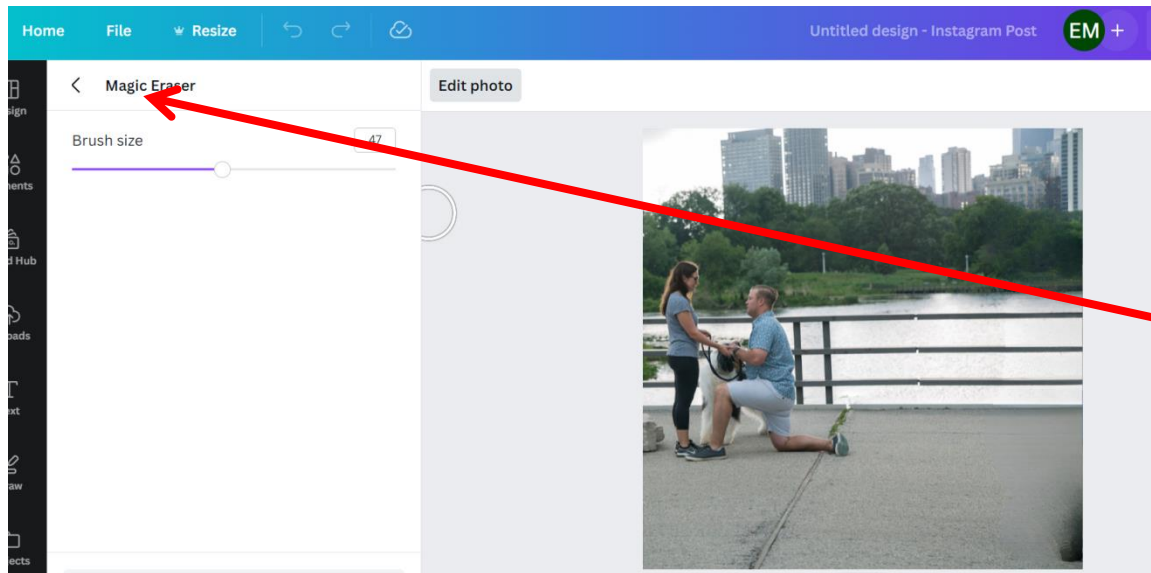 Home File Resize Untitled design - Instagram Post EM +
Magic Eraser Edit photo
Brush size 47
sign
ents
d Hub
oads
ext
aw
ects